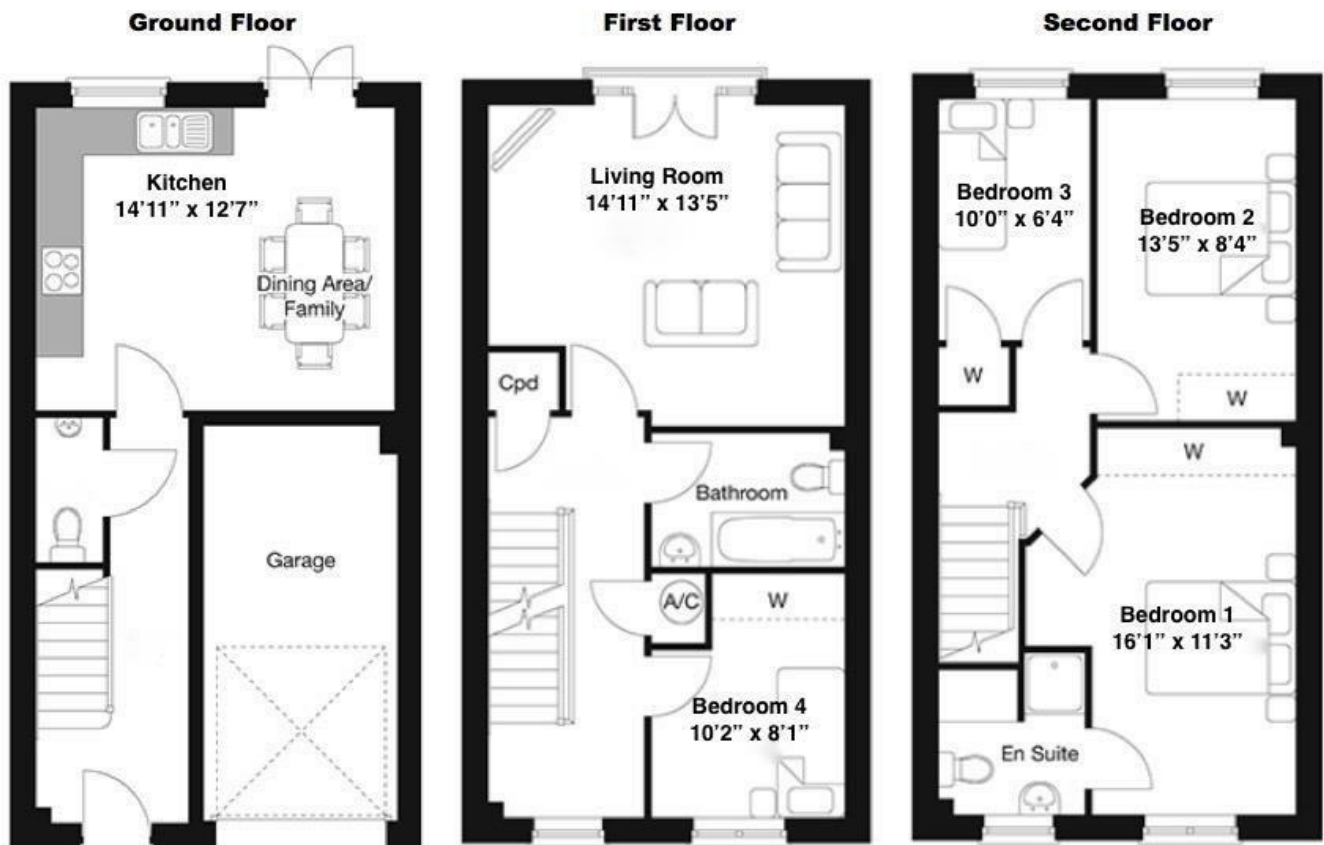 Ground Floor
Kitchen
14'11" x 12'7"
Dining Area/
Family
Garage
First Floor
Living Room
14'11" x 13'5"
Cpd
Bathroom
A/C
W
Bedroom 4
10'2" x 8'1"
Second Floor
Bedroom 3
10'0" x 6'4"
Bedroom 2
13'5" x 8'4"
W
W
W
Bedroom 1
16'1" x 11'3"
En Suite